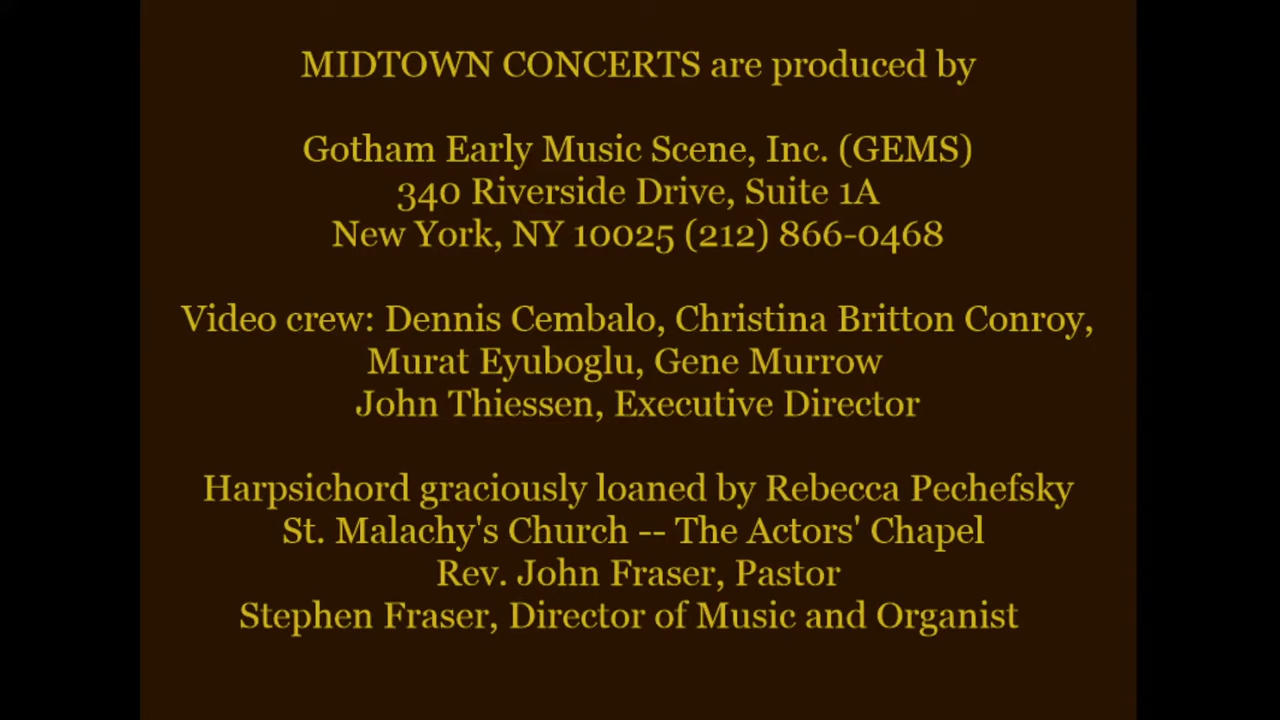 MIDTOWN CONCERTS are produced by
Gotham Early Music Scene, Inc. (GEMS)
340 Riverside Drive, Suite 1A
New York, NY 10025 (212) 866-0468
Video crew: Dennis Cembalo, Christina Britton Conroy,
Murat Eyuboglu, Gene Murrow
John Thiessen, Executive Director
Harpsichord graciously loaned by Rebecca Pechefsky
St. Malachy's Church -- The Actors' Chapel
Rev. John Fraser, Pastor
Stephen Fraser, Director of Music and Organist